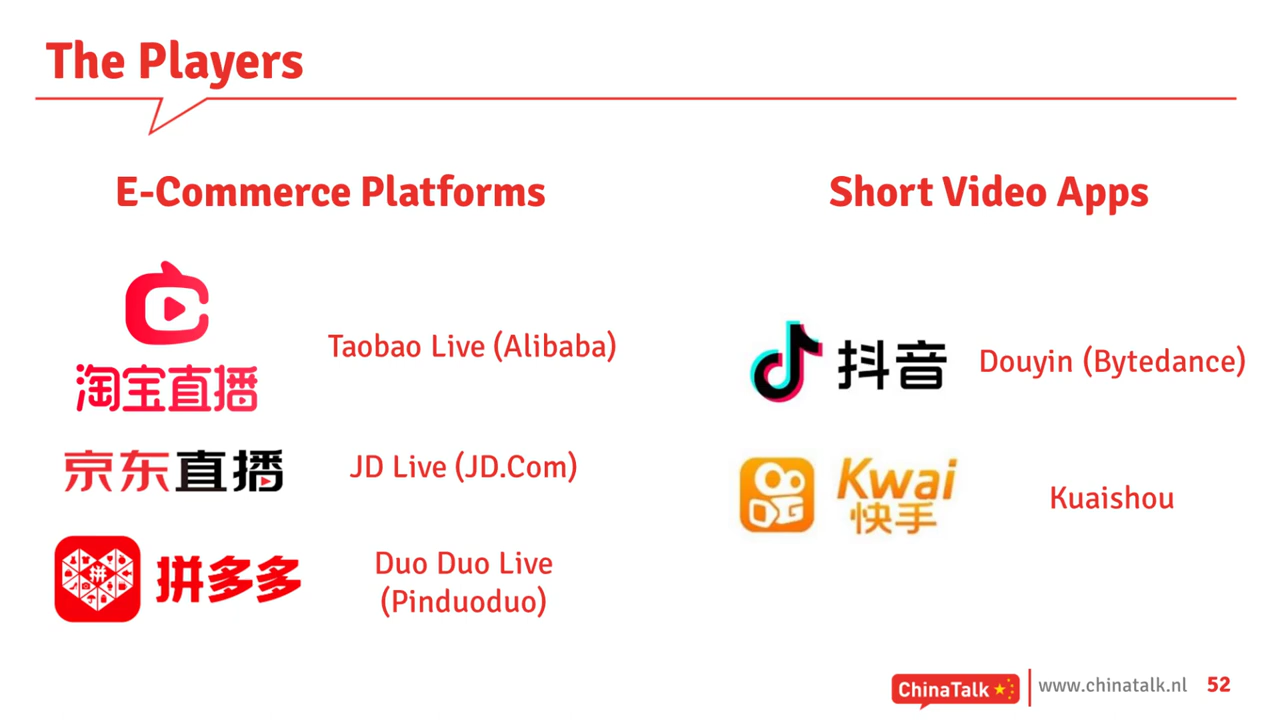 The Players
E-Commerce Platforms
淘宝直播
Taobao Live (Alibaba)
京东直播
JD Live (JD.Com)
拼
拼多多
Duo Duo Live
(Pinduoduo)
Short Video Apps
抖音
Douyin (Bytedance)
Kwai
快手
Kuaishou
ChinaTalk
www.chinatalk.nl
52